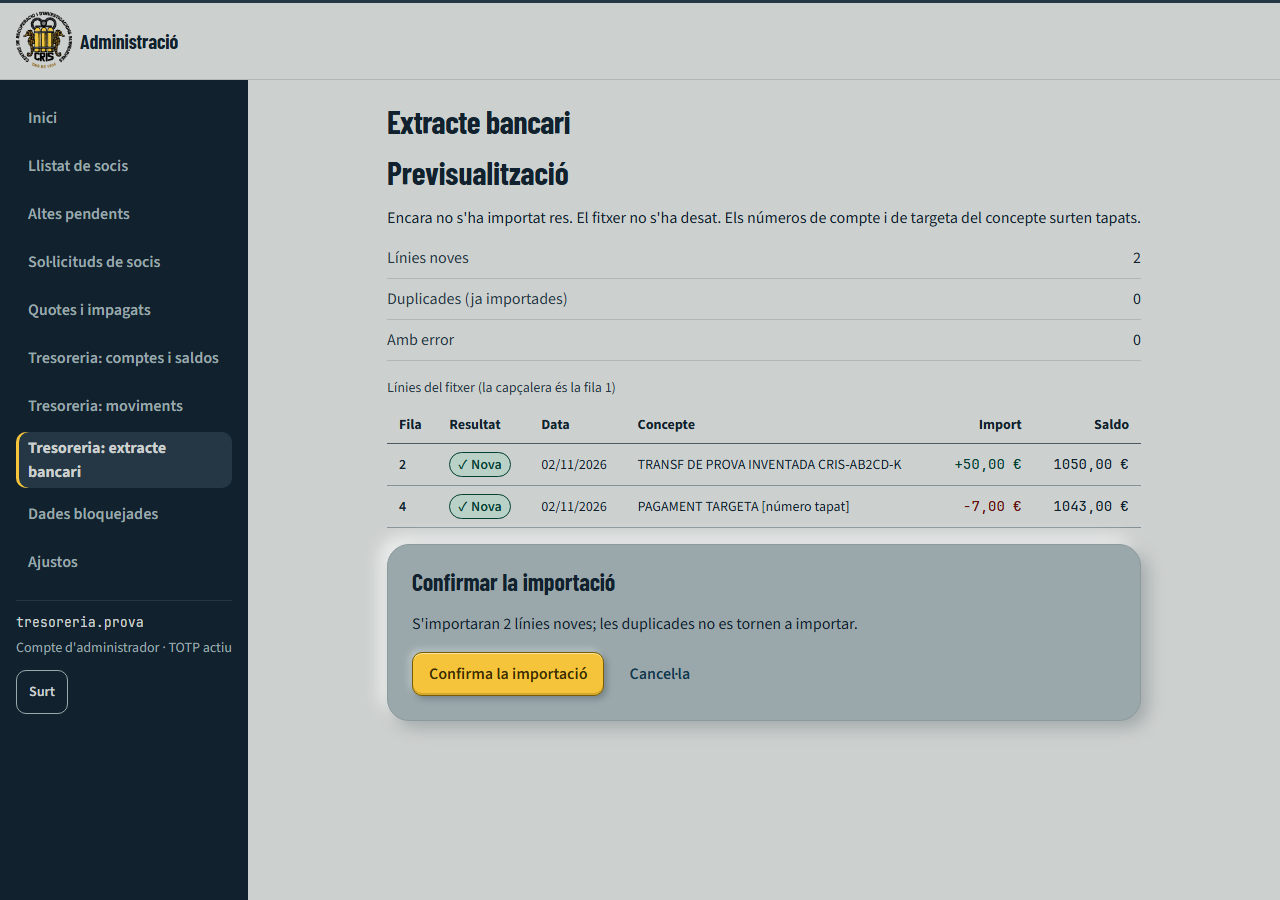 CRIS
Administració
Inici
Llistat de socis
Altes pendents
Sol·licituds de socis
Quotes i impagats
Tresoreria: comptes i saldos
Tresoreria: moviments
Tresoreria: extracte
bancari
Dades bloquejades
Ajustos
tresoreria.prova
Compte d'administrador · TOTP actiu
Surt
Extracte bancari
Previsualització
Encara no s'ha importat res. El fitxer no s'ha desat. Els números de compte i de targeta del concepte surten tapats.
Línies noves 2
Duplicades (ja importades) 0
Amb error 0
Línies del fitxer (la capçalera és la fila 1)
Fila Resultat Data Concepte Import Saldo
2 ✓ Nova 02/11/2026 TRANSF DE PROVA INVENTADA CRIS-AB2CD-K +50,00 € 1050,00 €
4 ✓ Nova 02/11/2026 PAGAMENT TARGETA [número tapat] -7,00 € 1043,00 €
Confirmar la importació
S'importaran 2 línies noves; les duplicades no es tornen a importar.
Confirma la importació Cancel·la